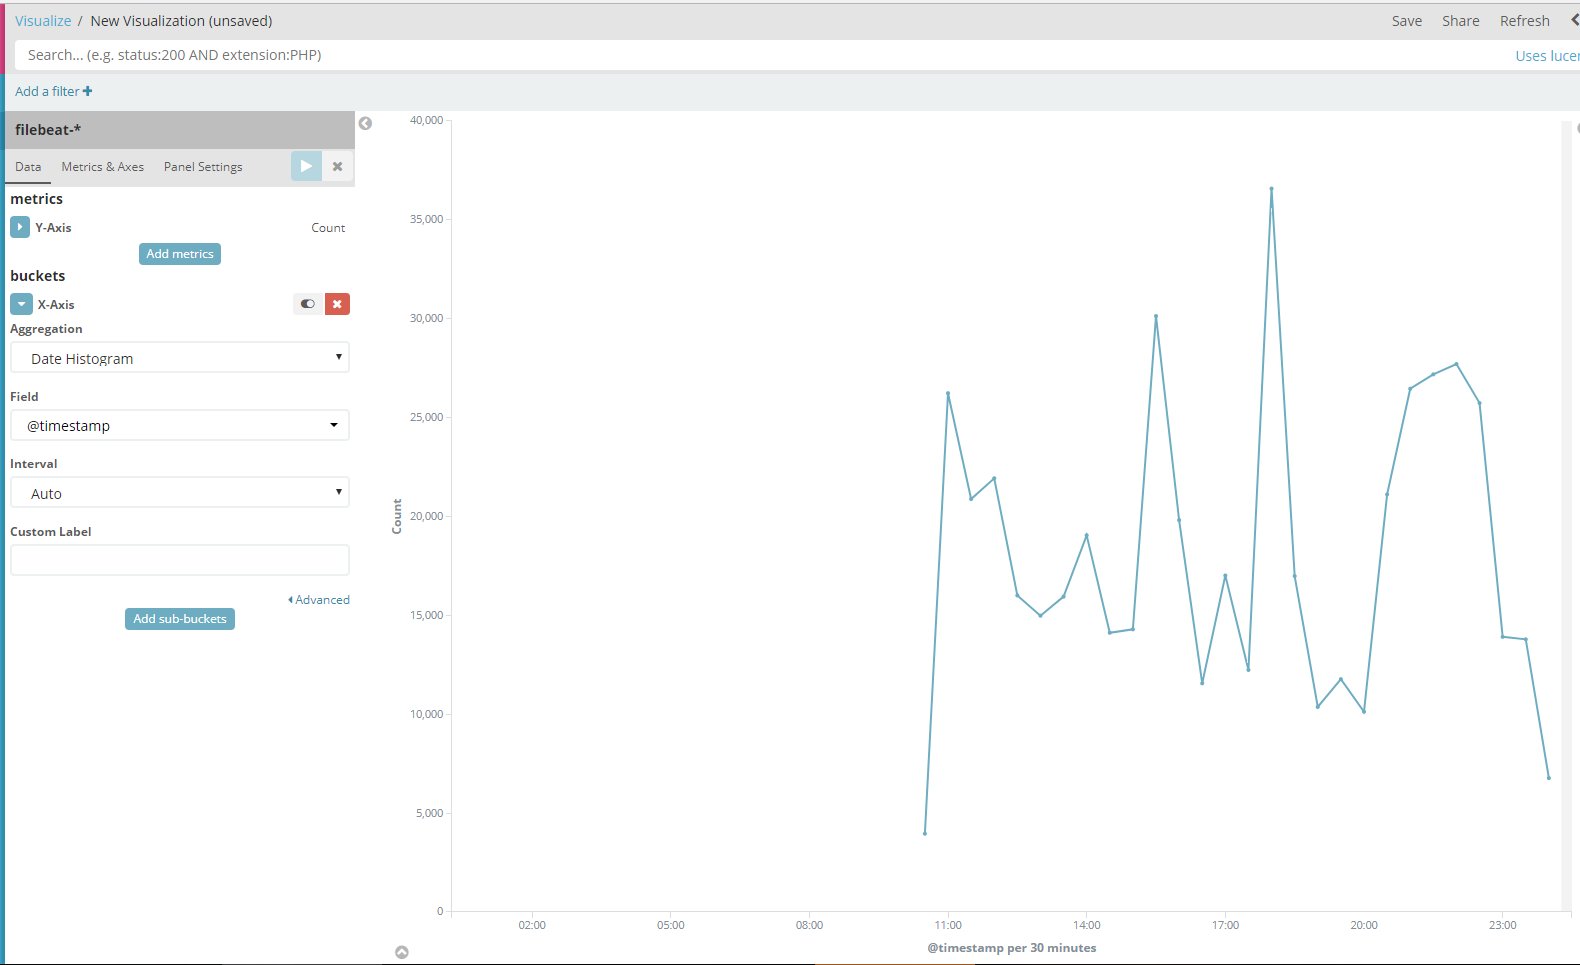 Visualize / New Visualization (unsaved)
Save Share Refresh
Search... (e.g. status:200 AND extension:PHP)
Uses lucer
Add a filter
filebeat-*
Data Metrics & Axes Panel Settings
metrics
Y-Axis Count
Add metrics
buckets
X-Axis
Aggregation
Date Histogram
Field
@timestamp
Interval
Auto
Custom Label
Advanced
Add sub-buckets
40,000
35,000
30,000
25,000
20,000
15,000
10,000
5,000
0
Count
02:00 05:00 08:00 11:00 14:00 17:00 20:00 23:00
@timestamp per 30 minutes